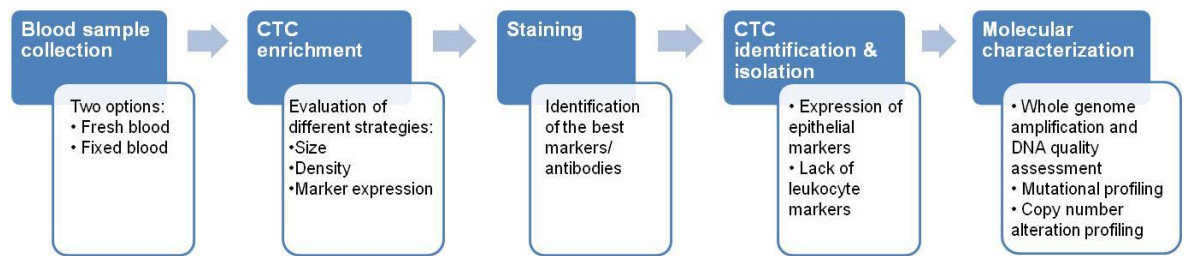 Blood sample
collection
Two options:
• Fresh blood
• Fixed blood
CTC
enrichment
Evaluation of
different strategies:
•Size
•Density
•Marker expression
Staining
Identification
of the best
markers/
antibodies
CTC
identification &
isolation
• Expression of
epithelial
markers
• Lack of
leukocyte
markers
Molecular
characterization
• Whole genome
amplification and
DNA quality
assessment
• Mutational profiling
• Copy number
alteration profiling